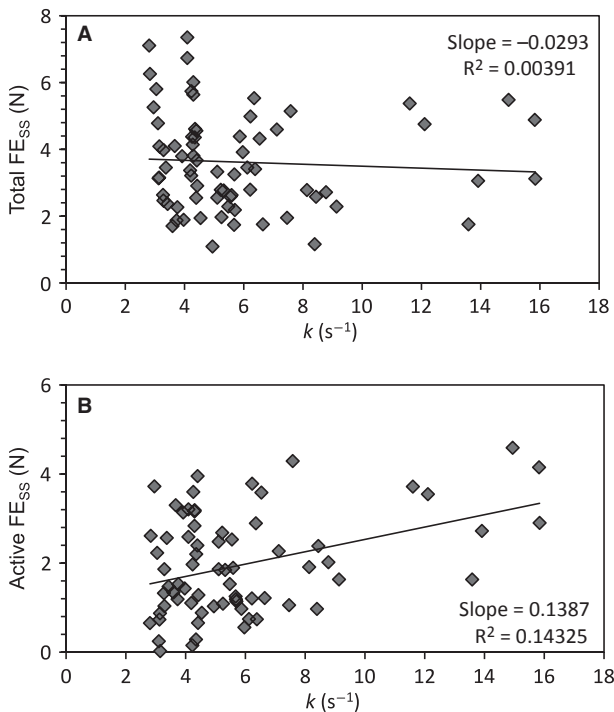 A
Slope = –0.0293
R² = 0.00391
Total FE_SS (N)
8
6
4
2
0
0 2 4 6 8 10 12 14 16 18
k (s⁻¹)
B
Active FE_SS (N)
6
4
2
0
Slope = 0.1387
R² = 0.14325
0 2 4 6 8 10 12 14 16 18
k (s⁻¹)